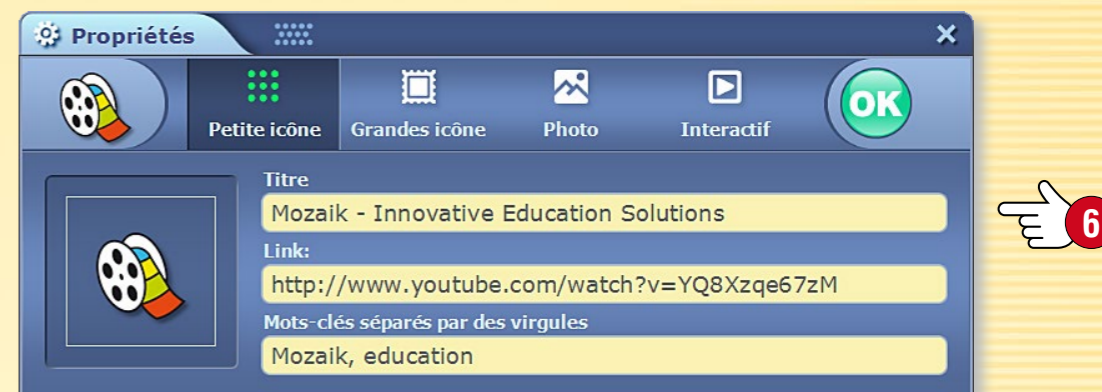 Propriétés
Petite icône Grandes icône Photo Interactif OK
Titre
Mozaik - Innovative Education Solutions
Link:
http://www.youtube.com/watch?v=YQ8Xzqe67zM
Mots-clés séparés par des virgules
Mozaik, education
6